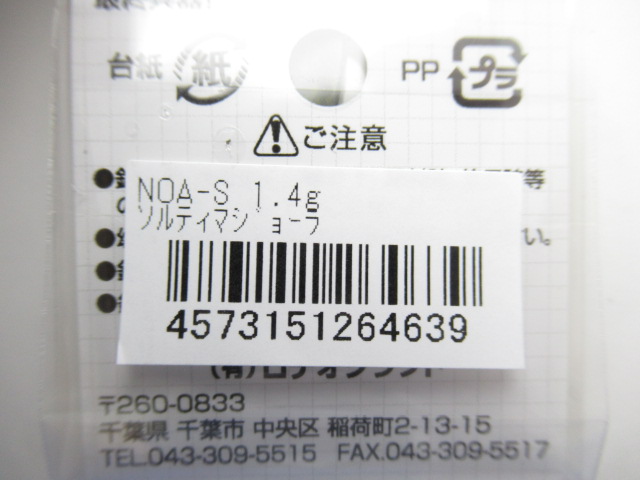 台紙 紙 PP プラ
ご注意
等
NOA-S 1.4g
ソルティマジョーラ
い。
4573151264639
〒260-0833
千葉県 千葉市 中央区 稲荷町2-13-15
TEL.043-309-5515 FAX.043-309-5517